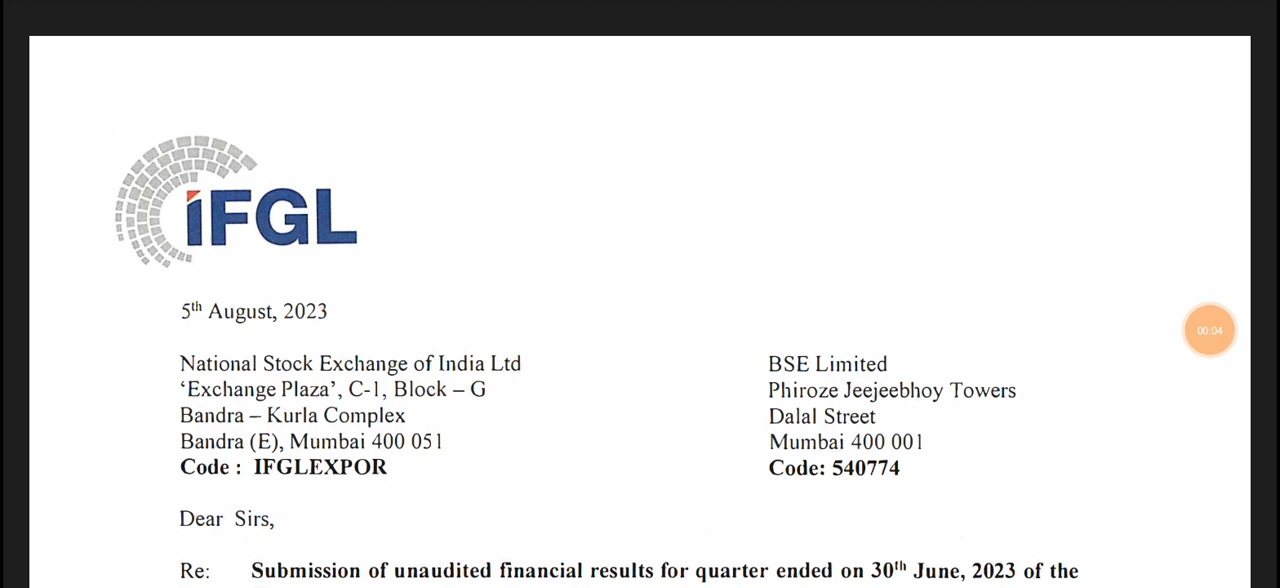 iFGL
5th August, 2023
National Stock Exchange of India Ltd
‘Exchange Plaza’, C-1, Block – G
Bandra – Kurla Complex
Bandra (E), Mumbai 400 051
Code : IFGLEXPOR
BSE Limited
Phiroze Jeejeebhoy Towers
Dalal Street
Mumbai 400 001
Code: 540774
00:04
Dear Sirs,
Re: Submission of unaudited financial results for quarter ended on 30th June, 2023 of the